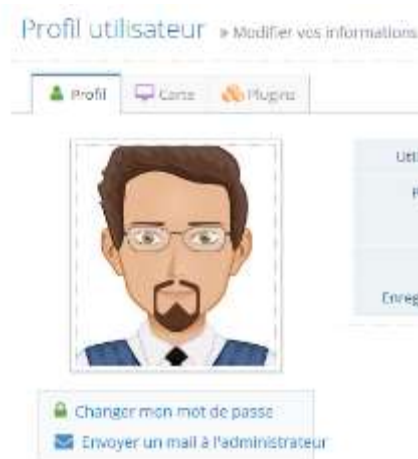 Profil utilisateur » Modifier vos informations
Profil Carte Plugins
Changer mon mot de passe
Envoyer un mail à l'administrateur